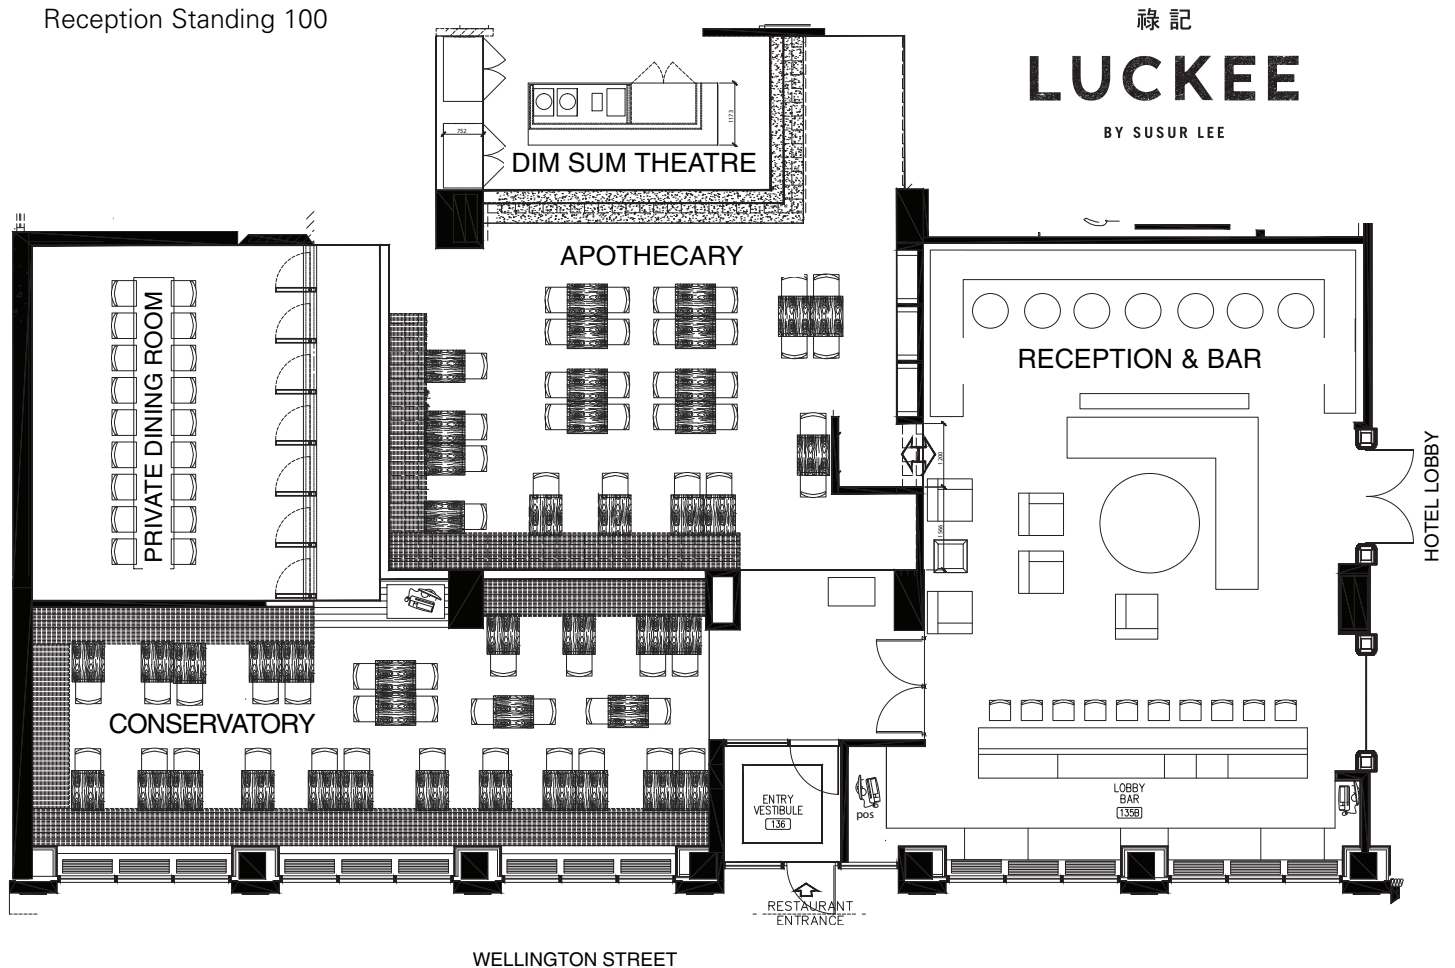 Reception Standing 100
祿記
LUCKEE
BY SUSUR LEE
752
1173
DIM SUM THEATRE
APOTHECARY
PRIVATE DINING ROOM
RECEPTION & BAR
1200
HOTEL LOBBY
CONSERVATORY
ENTRY
VESTIBULE
136
pos
LOBBY
BAR
135B
RESTAURANT
ENTRANCE
WELLINGTON STREET